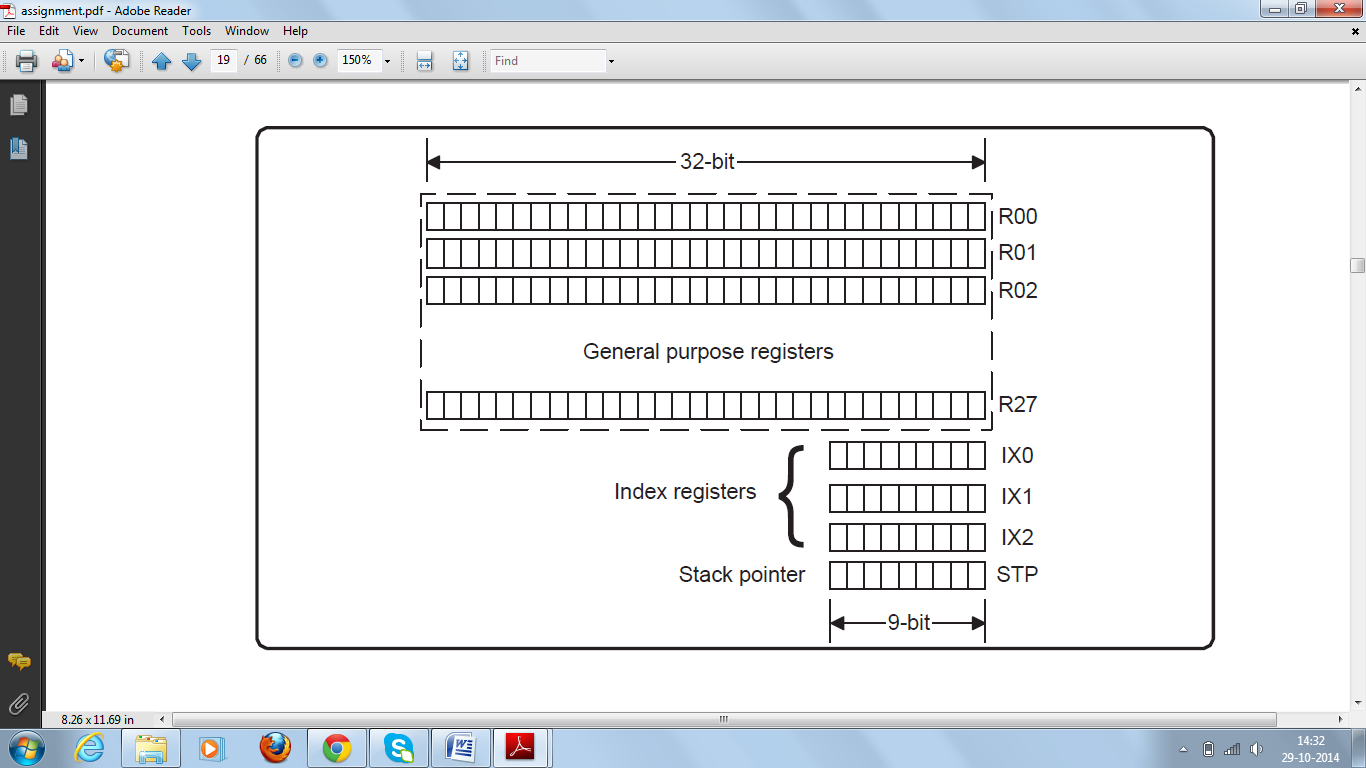 assignment.pdf - Adobe Reader
File Edit View Document Tools Window Help
19 / 66 150% Find
32-bit
R00
R01
R02
General purpose registers
R27
IX0
Index registers
IX1
IX2
Stack pointer STP
9-bit
8.26 x 11.69 in
14:32
29-10-2014